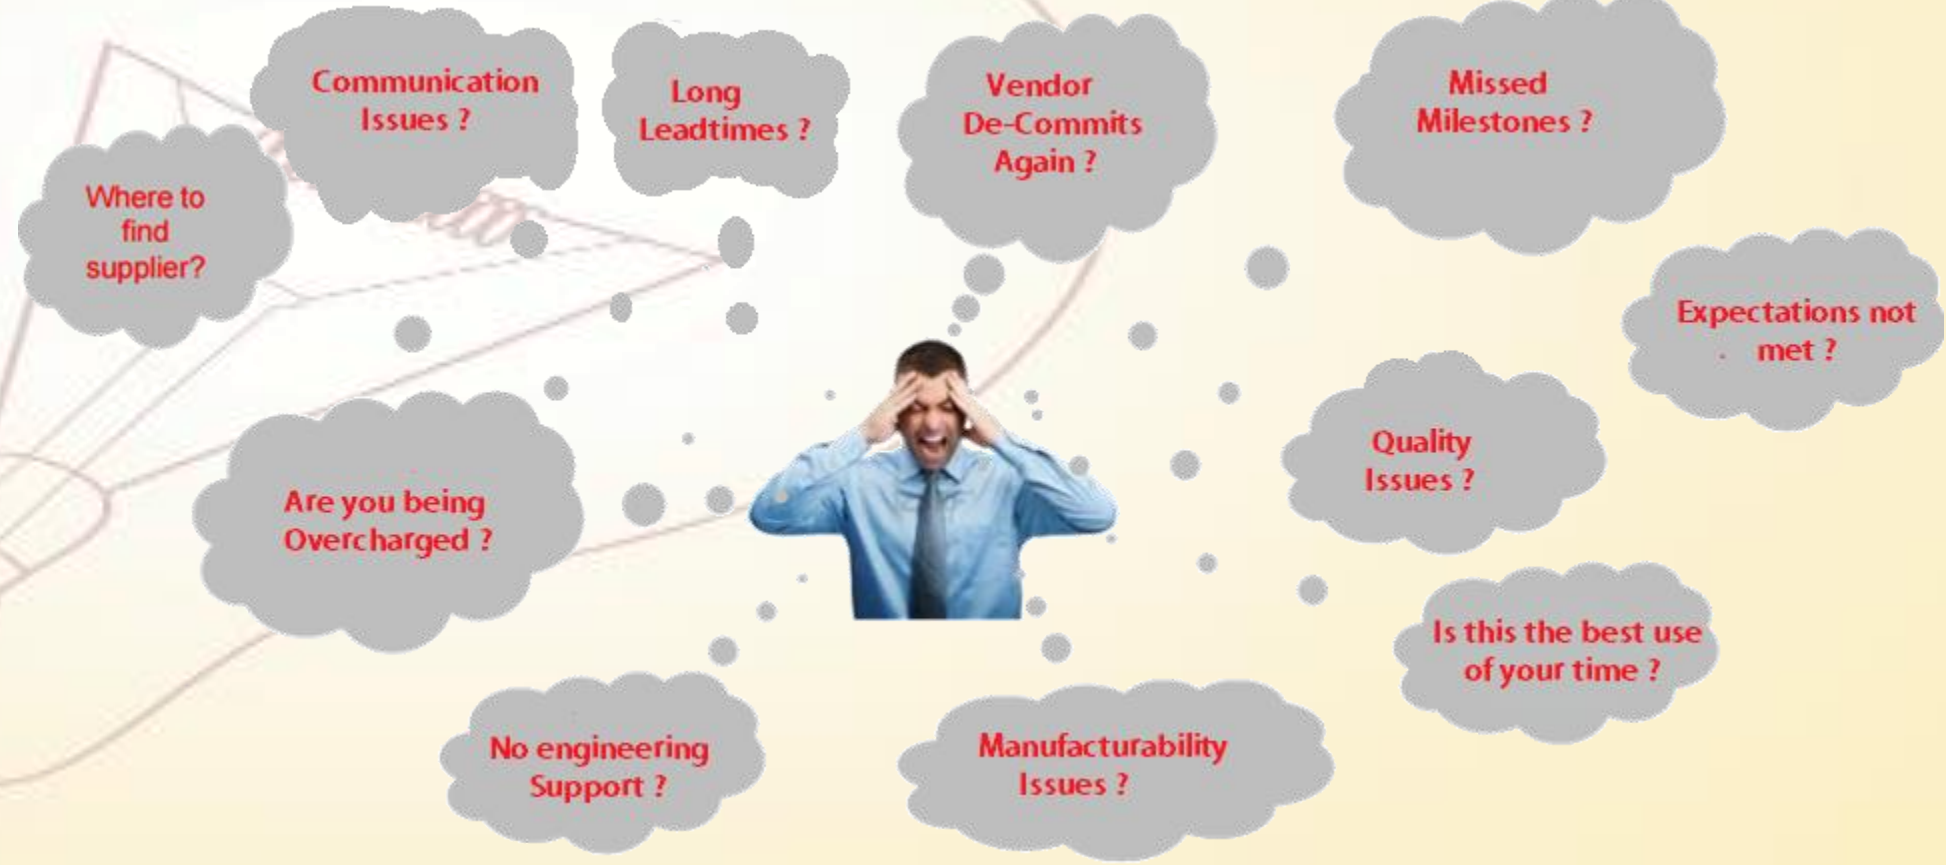 Communication
Issues ?
Long
Leadtimes ?
Vendor
De-Commits
Again ?
Missed
Milestones ?
Where to
find
supplier?
Expectations not
met ?
Quality
Issues ?
Are you being
Overcharged ?
Is this the best use
of your time ?
No engineering
Support ?
Manufacturability
Issues ?